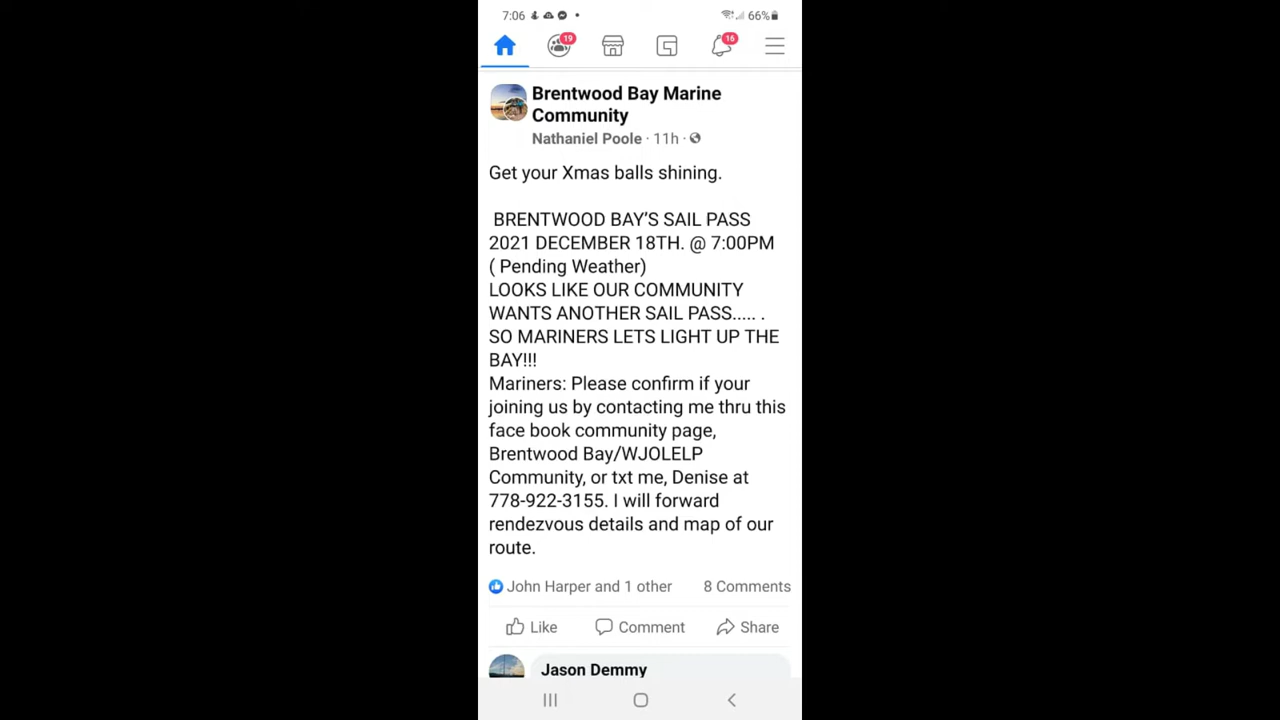 7:06 66%
19 16
Brentwood Bay Marine
Community
Nathaniel Poole · 11h ·
Get your Xmas balls shining.
BRENTWOOD BAY'S SAIL PASS
2021 DECEMBER 18TH. @ 7:00PM
( Pending Weather)
LOOKS LIKE OUR COMMUNITY
WANTS ANOTHER SAIL PASS..... .
SO MARINERS LETS LIGHT UP THE
BAY!!!
Mariners: Please confirm if your
joining us by contacting me thru this
face book community page,
Brentwood Bay/WJOLELP
Community, or txt me, Denise at
778-922-3155. I will forward
rendezvous details and map of our
route.
John Harper and 1 other 8 Comments
Like Comment Share
Jason Demmy